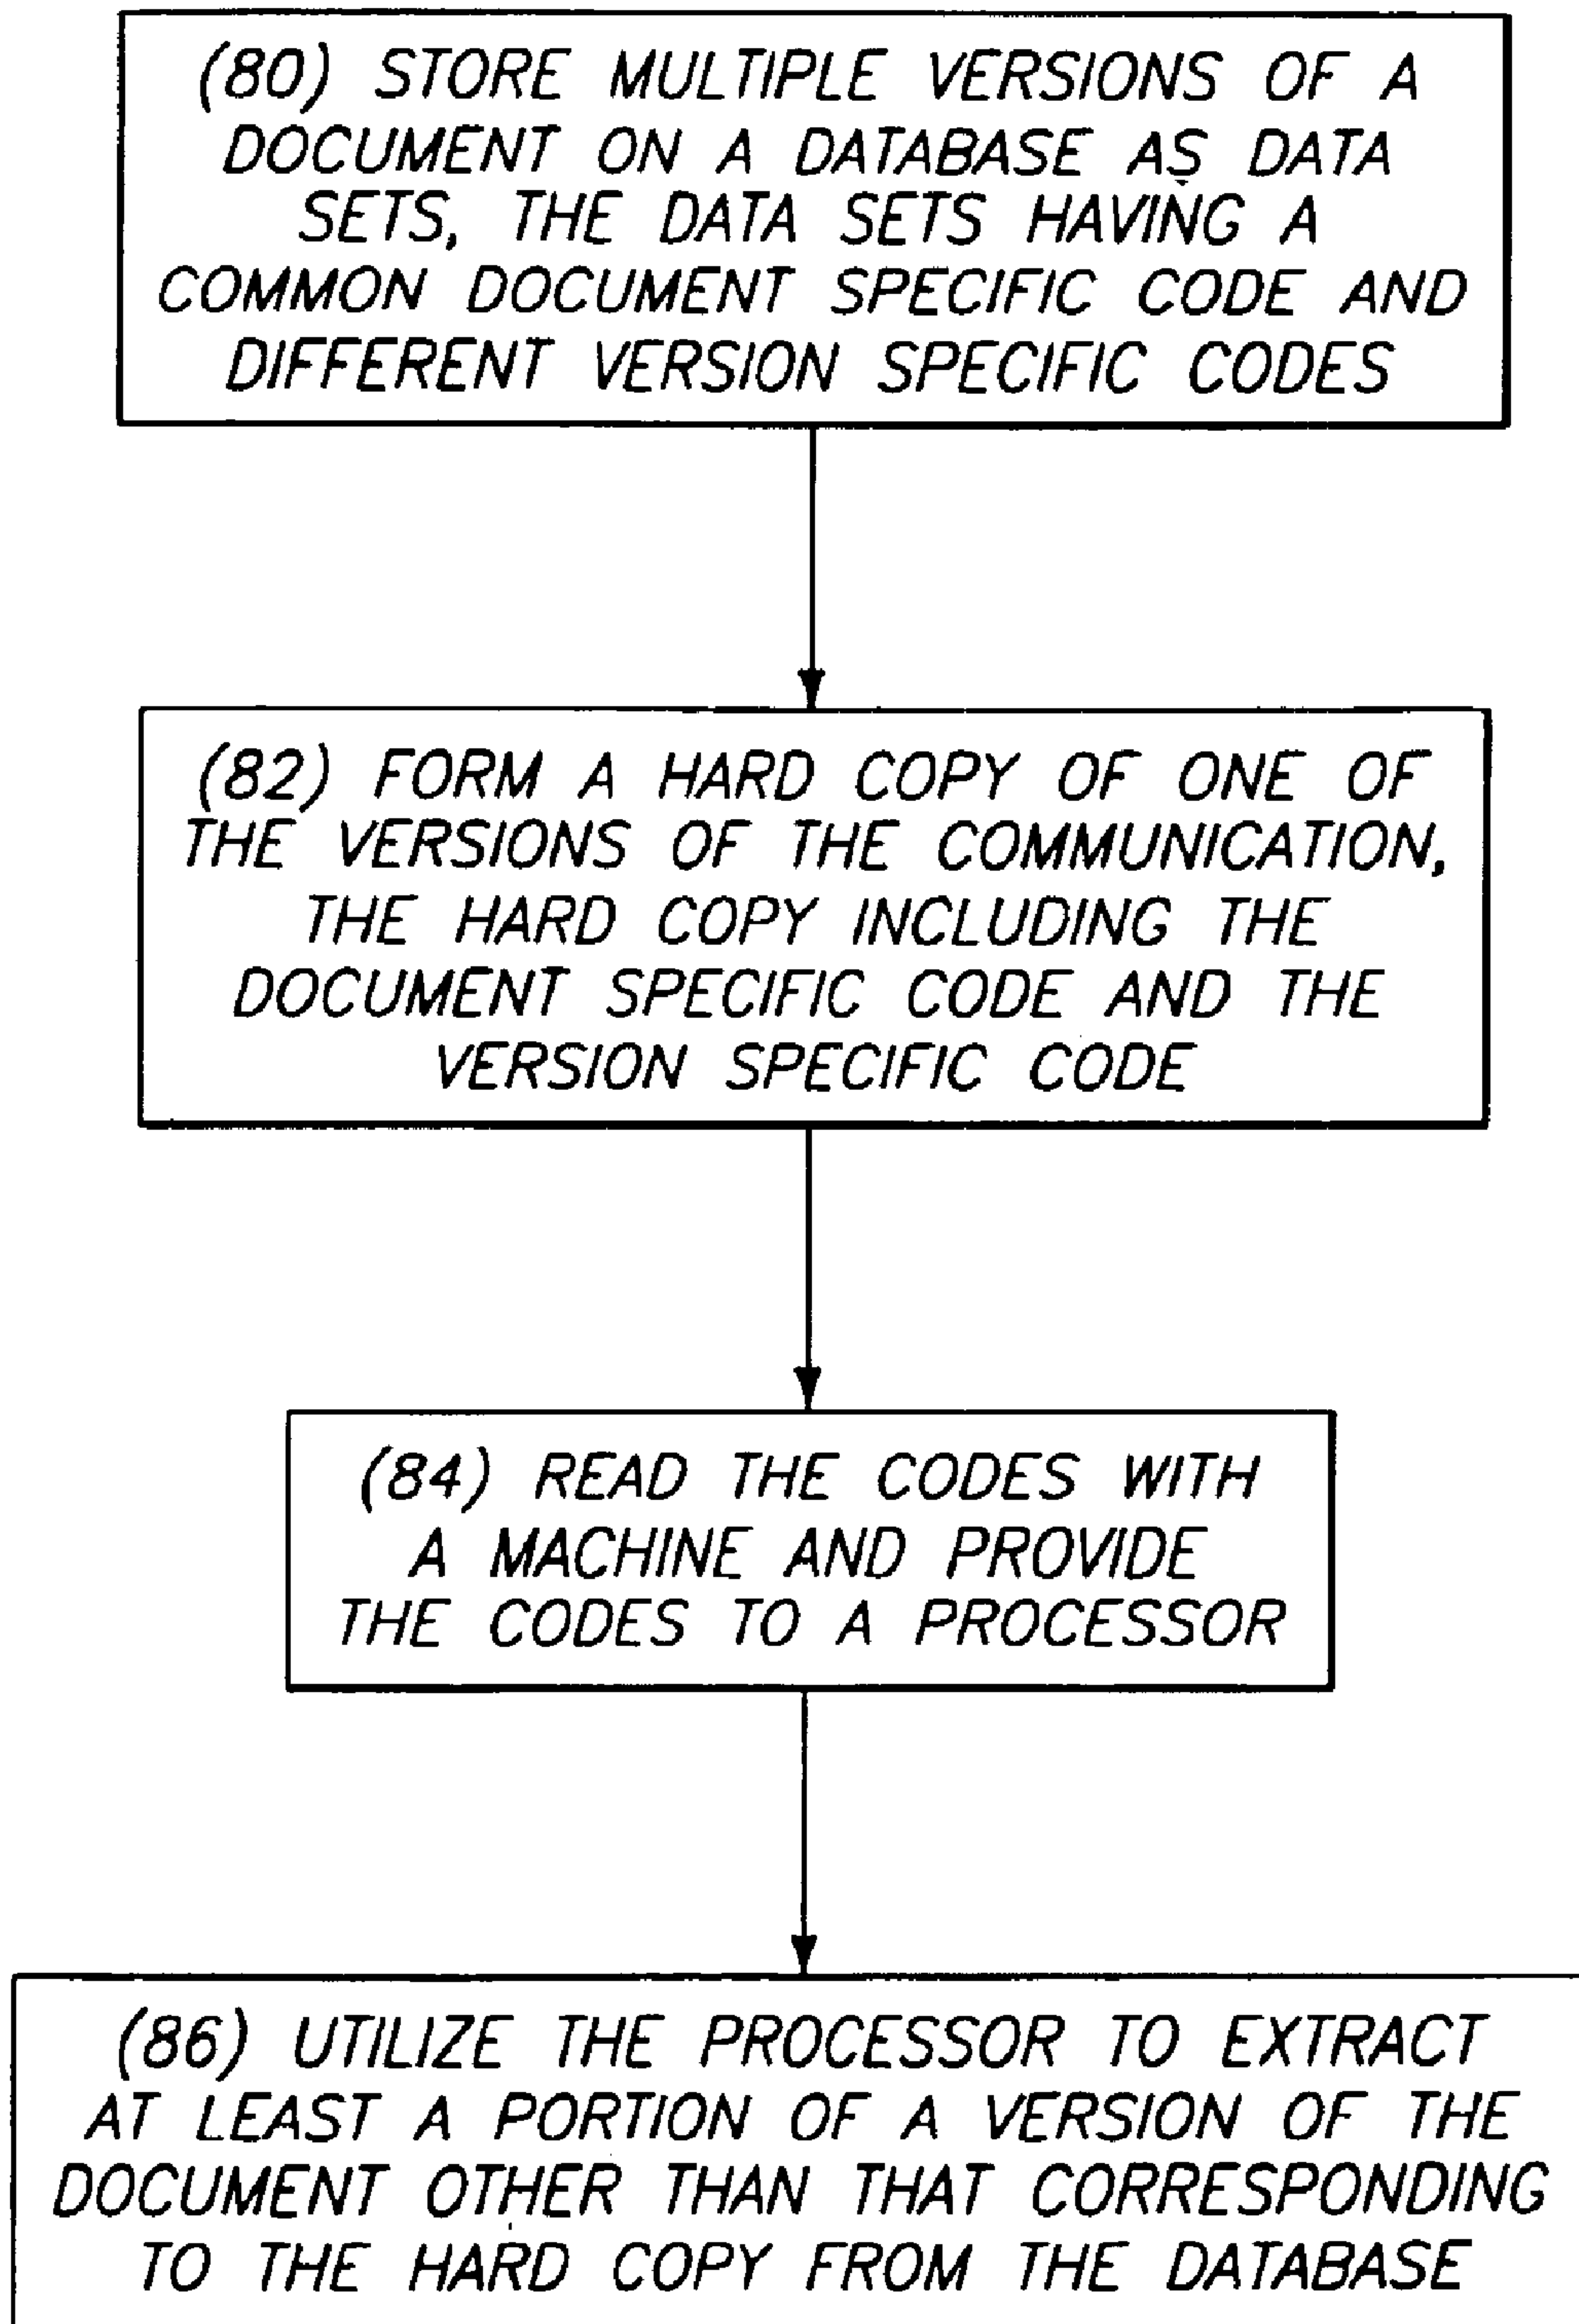 (80) STORE MULTIPLE VERSIONS OF A
DOCUMENT ON A DATABASE AS DATA
SETS, THE DATA SETS HAVING A
COMMON DOCUMENT SPECIFIC CODE AND
DIFFERENT VERSION SPECIFIC CODES
(82) FORM A HARD COPY OF ONE OF
THE VERSIONS OF THE COMMUNICATION,
THE HARD COPY INCLUDING THE
DOCUMENT SPECIFIC CODE AND THE
VERSION SPECIFIC CODE
(84) READ THE CODES WITH
A MACHINE AND PROVIDE
THE CODES TO A PROCESSOR
(86) UTILIZE THE PROCESSOR TO EXTRACT
AT LEAST A PORTION OF A VERSION OF THE
DOCUMENT OTHER THAN THAT CORRESPONDING
TO THE HARD COPY FROM THE DATABASE